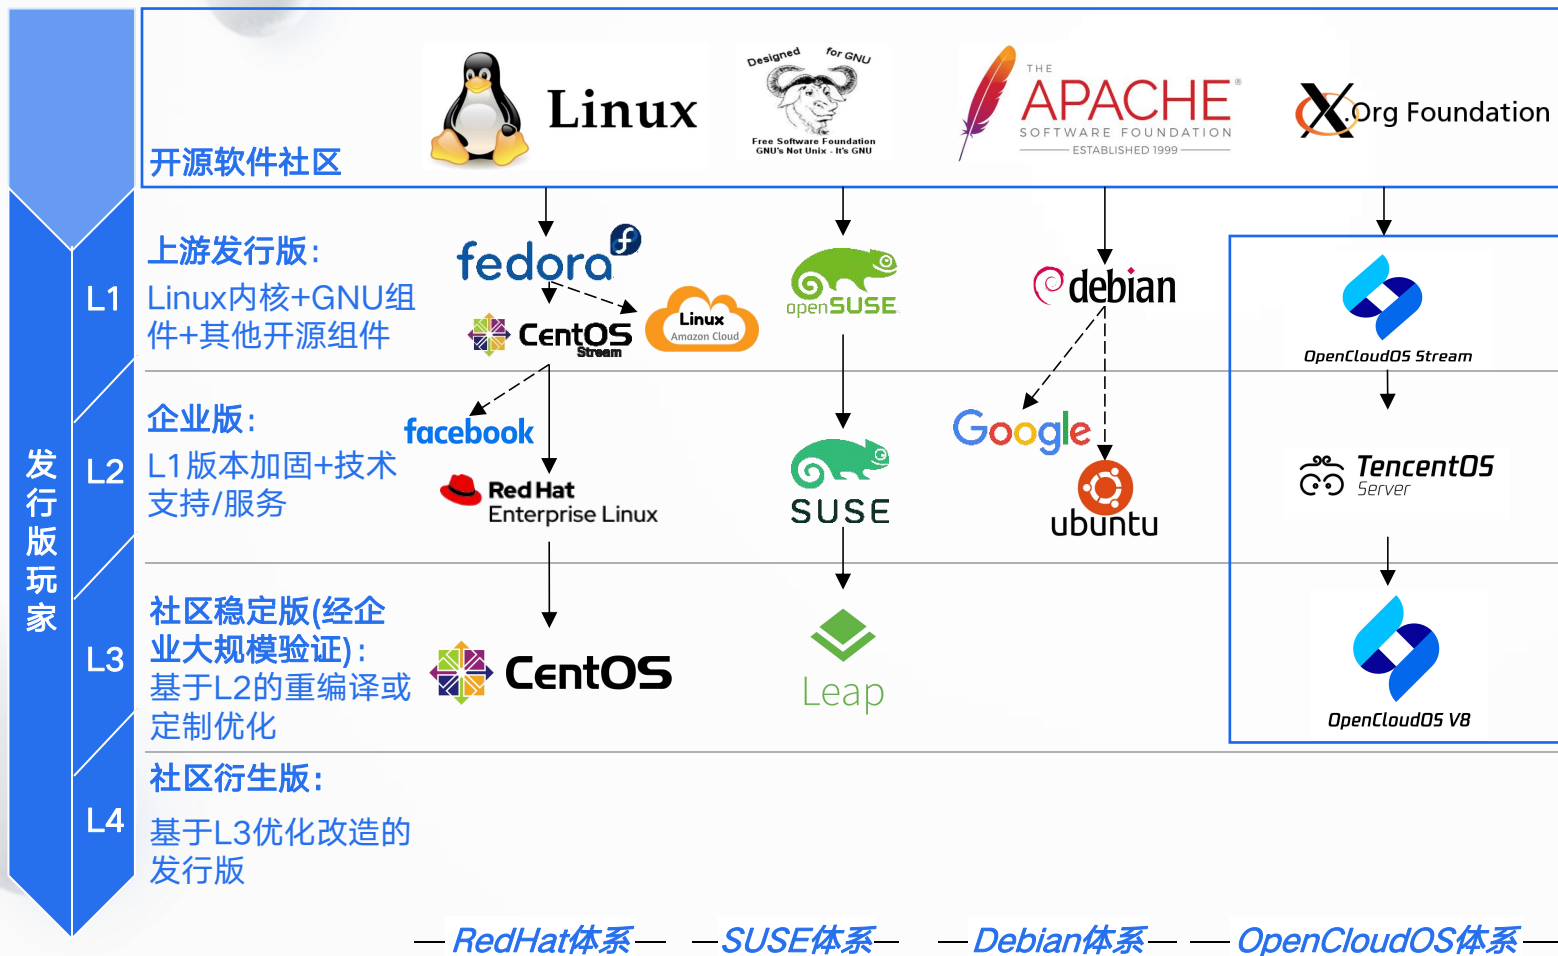 Linux
Designed for GNU
Free Software Foundation
GNU's Not Unix - It's GNU
THE
APACHE®
SOFTWARE FOUNDATION
ESTABLISHED 1999
X.Org Foundation
开源软件社区
发行版玩家
L1
上游发行版：
Linux内核+GNU组
件+其他开源组件
fedora
CentOS
Stream
Linux
Amazon Cloud
openSUSE
debian
OpenCloudOS Stream
L2
企业版：
L1版本加固+技术
支持/服务
facebook
Red Hat
Enterprise Linux
SUSE
Google
ubuntu
TencentOS
Server
L3
社区稳定版(经企
业大规模验证)：
基于L2的重编译或
定制优化
CentOS
Leap
OpenCloudOS V8
L4
社区衍生版：
基于L3优化改造的
发行版
RedHat体系
SUSE体系
Debian体系
OpenCloudOS体系